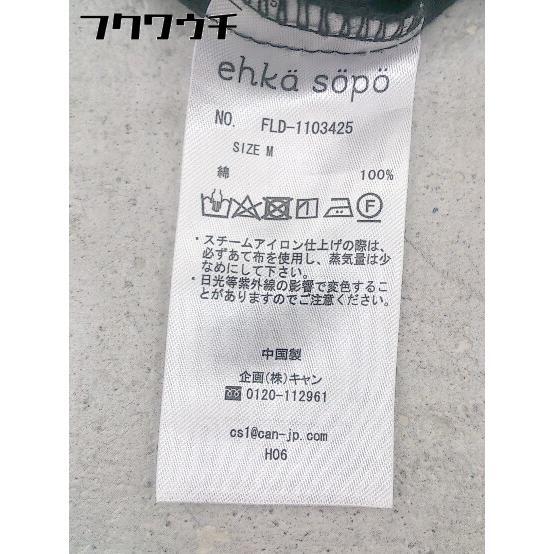 フクワウチ
ehkä söpö
NO. FLD-1103425
SIZE M
綿 100%
・スチームアイロン仕上げの際は、
必ずあて布を使用し、蒸気量は少
なめにして下さい。
・日光等紫外線の影響で変色するこ
とがありますのでご注意ください。
中国製
企画(株)キャン
0120-112961
cs1@can-jp.com
H06